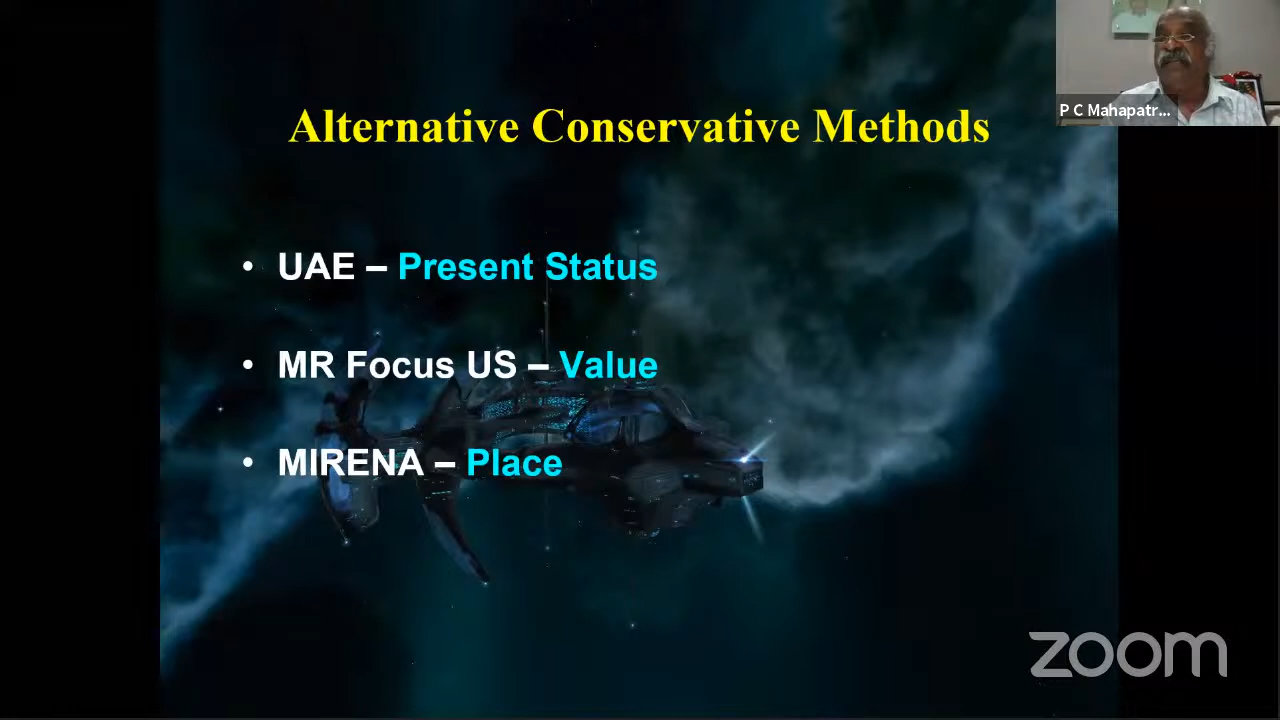 P C Mahapatr...
Alternative Conservative Methods
• UAE – Present Status
• MR Focus US – Value
• MIRENA – Place
zoom